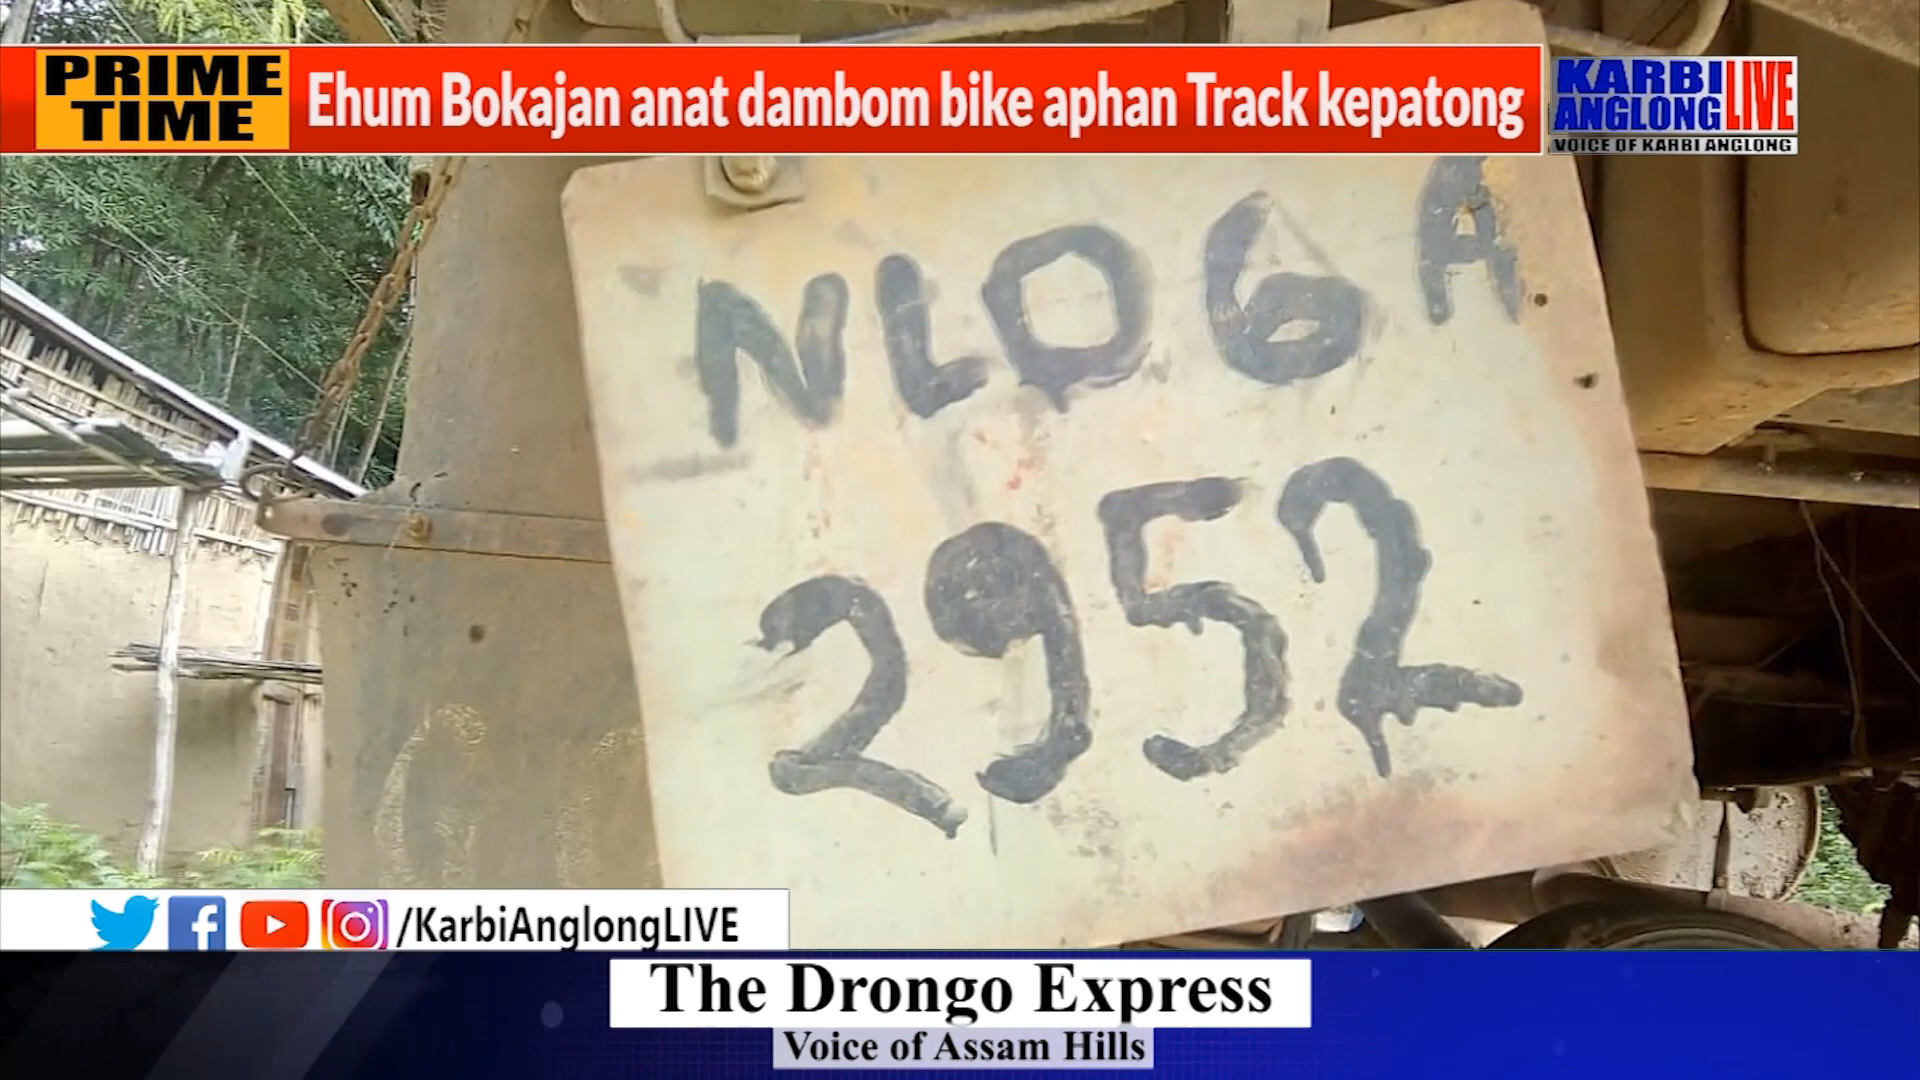 PRIME
TIME
Ehum Bokajan anat dambom bike aphan Track kepatong
KARBI
ANGLONG
LIVE
VOICE OF KARBI ANGLONG
NL06 A
2952
/KarbiAnglongLIVE
The Drongo Express
Voice of Assam Hills